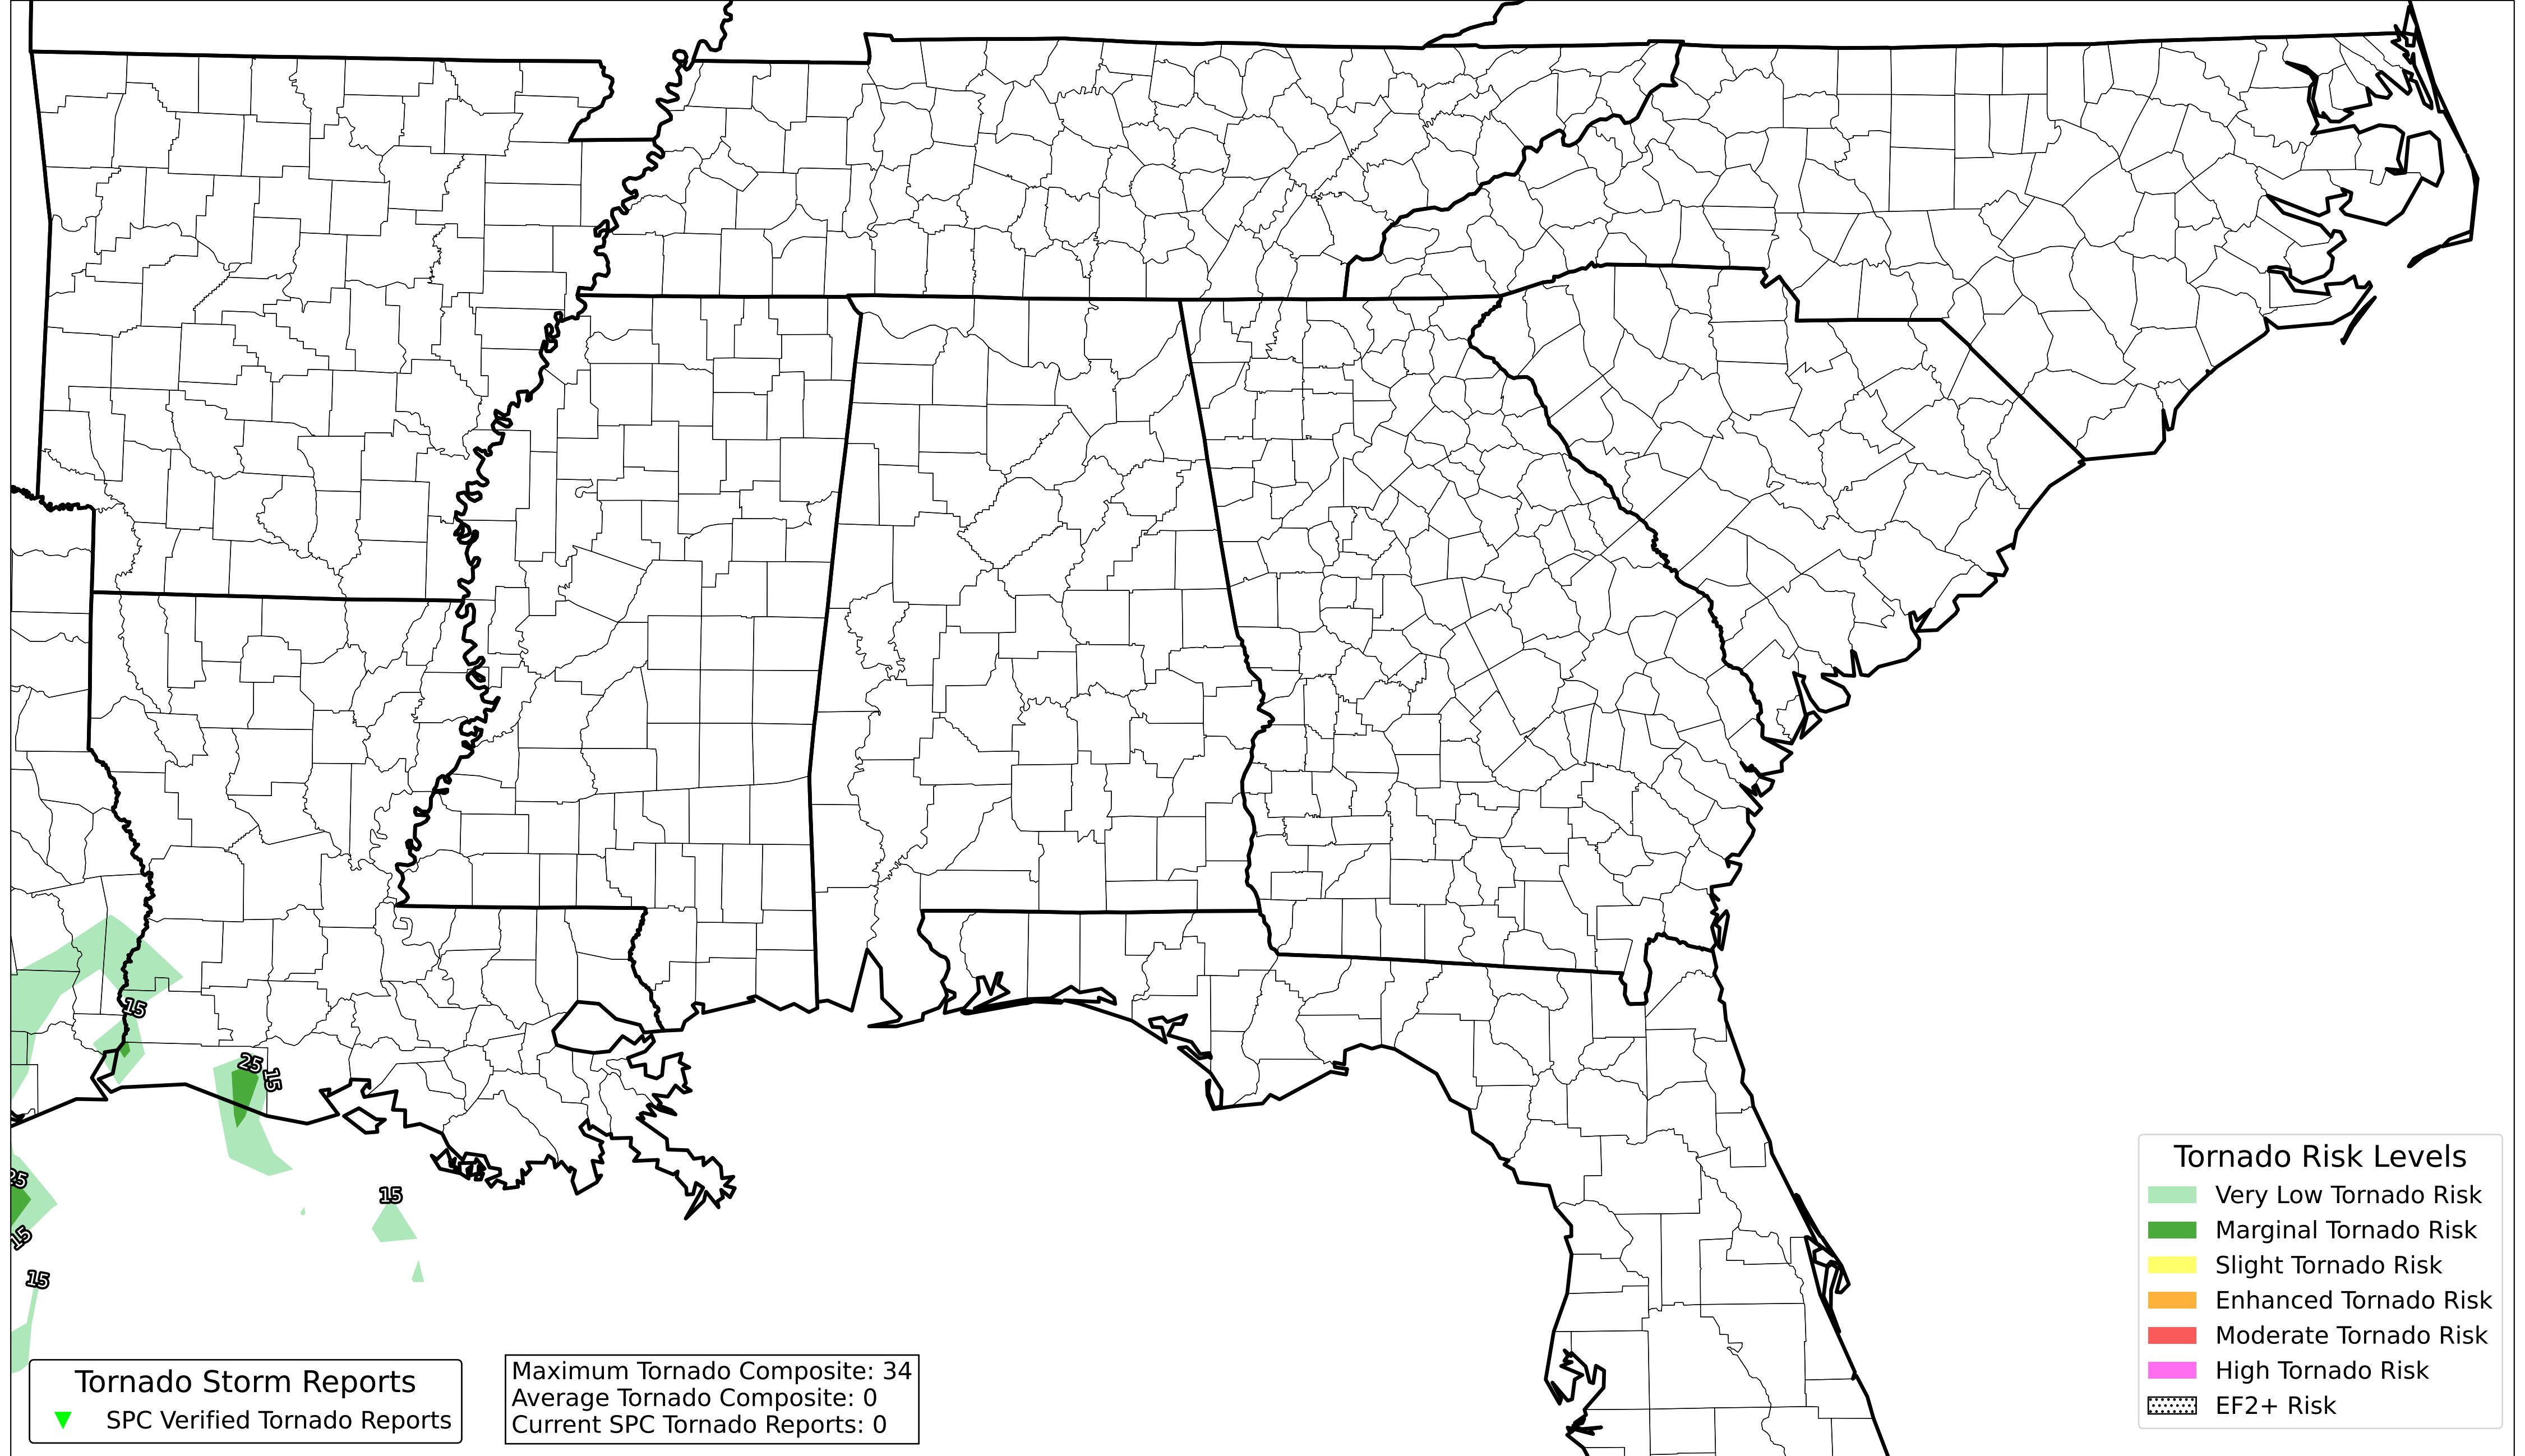 15
25
15
25
15
15
15
Tornado Storm Reports
SPC Verified Tornado Reports
Maximum Tornado Composite: 34
Average Tornado Composite: 0
Current SPC Tornado Reports: 0
Tornado Risk Levels
Very Low Tornado Risk
Marginal Tornado Risk
Slight Tornado Risk
Enhanced Tornado Risk
Moderate Tornado Risk
High Tornado Risk
EF2+ Risk